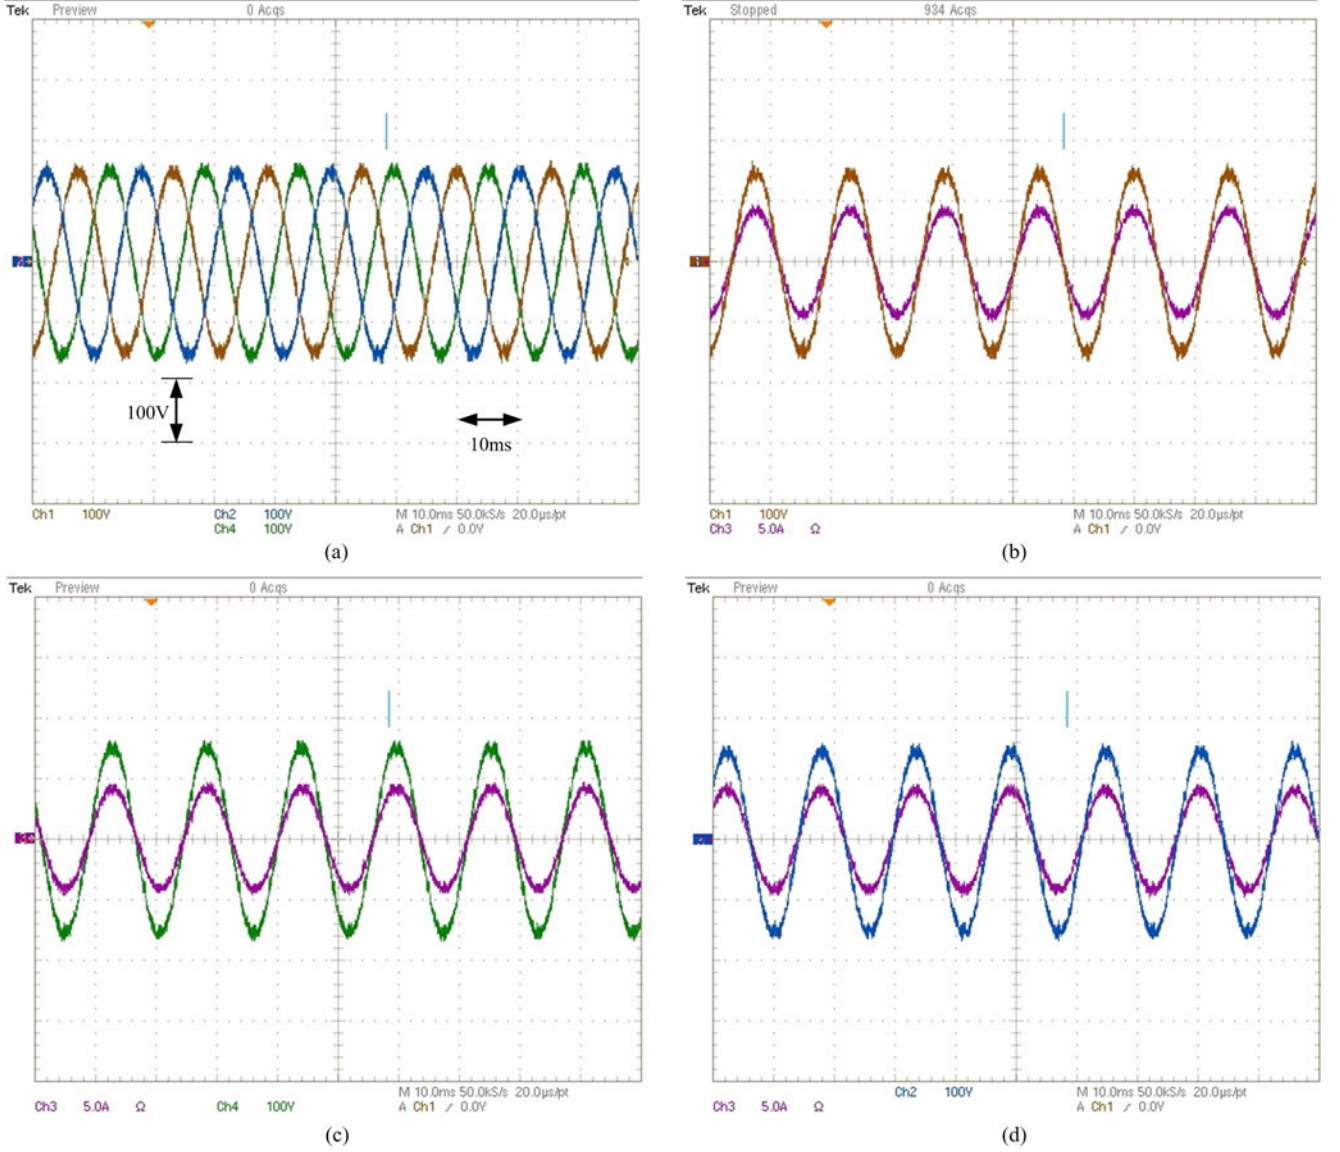 Tek Preview 0 Acqs
100V
10ms
Ch1 100V Ch2 100V M 10.0ms 50.0kS/s 20.0µs/pt
Ch4 100V A Ch1 ∕ 0.0V
(a)
Tek Stopped 934 Acqs
Ch1 100V M 10.0ms 50.0kS/s 20.0µs/pt
Ch3 5.0A Ω A Ch1 ∕ 0.0V
(b)
Tek Preview 0 Acqs
M 10.0ms 50.0kS/s 20.0µs/pt
Ch3 5.0A Ω Ch4 100V A Ch1 ∕ 0.0V
(c)
Tek Preview 0 Acqs
Ch2 100V M 10.0ms 50.0kS/s 20.0µs/pt
Ch3 5.0A Ω A Ch1 ∕ 0.0V
(d)